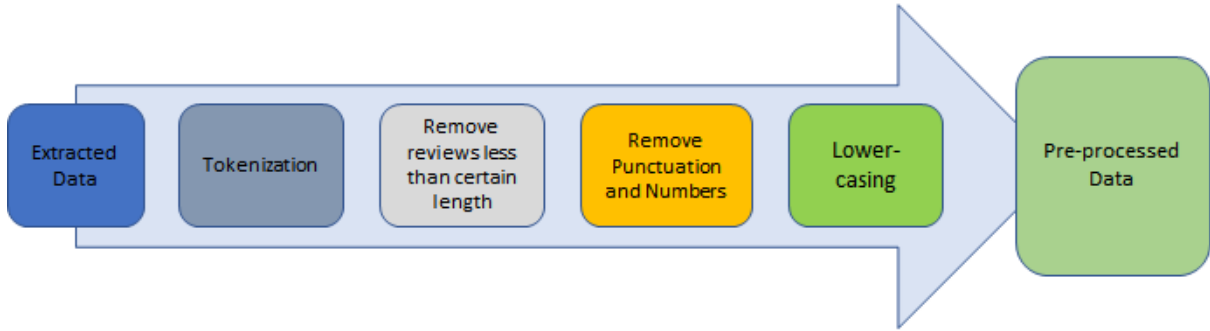 Extracted
Data
Tokenization
Remove
reviews less
than certain
length
Remove
Punctuation
and Numbers
Lower-
casing
Pre-processed
Data